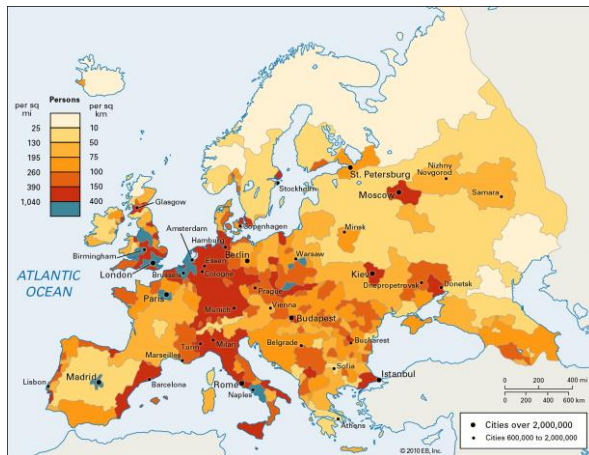 Persons
per sq mi
per sq km
25 10
130 50
195 75
260 100
390 150
1,040 400
Glasgow
Stockholm
St. Petersburg
Nizhny Novgorod
Moscow
Samara
Amsterdam
Copenhagen
Hamburg
Minsk
Birmingham
Essen
Berlin
Warsaw
London
Brussels
Cologne
Kiev
ATLANTIC
OCEAN
Paris
Prague
Dnepropetrovsk
Donetsk
Munich
Vienna
Budapest
Turin
Milan
Belgrade
Bucharest
Marseilles
Sofia
Madrid
Lisbon
Barcelona
Rome
Naples
Istanbul
Athens
0 200 400 mi
0 200 400 600 km
Cities over 2,000,000
Cities 600,000 to 2,000,000
© 2010 EB, Inc.